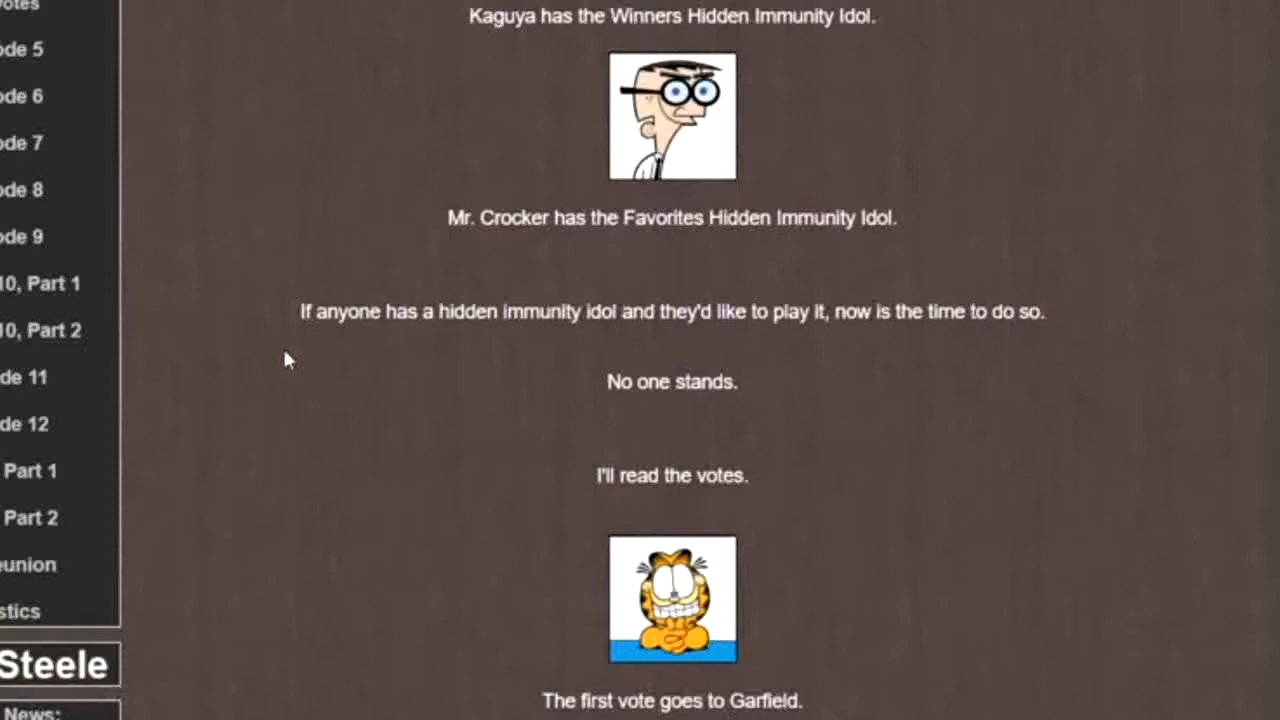 otes
ode 5
ode 6
ode 7
ode 8
ode 9
10, Part 1
10, Part 2
de 11
de 12
Part 1
Part 2
eunion
stics
Steele
News:
Kaguya has the Winners Hidden Immunity Idol.
Mr. Crocker has the Favorites Hidden Immunity Idol.
If anyone has a hidden immunity idol and they'd like to play it, now is the time to do so.
No one stands.
I'll read the votes.
The first vote goes to Garfield.